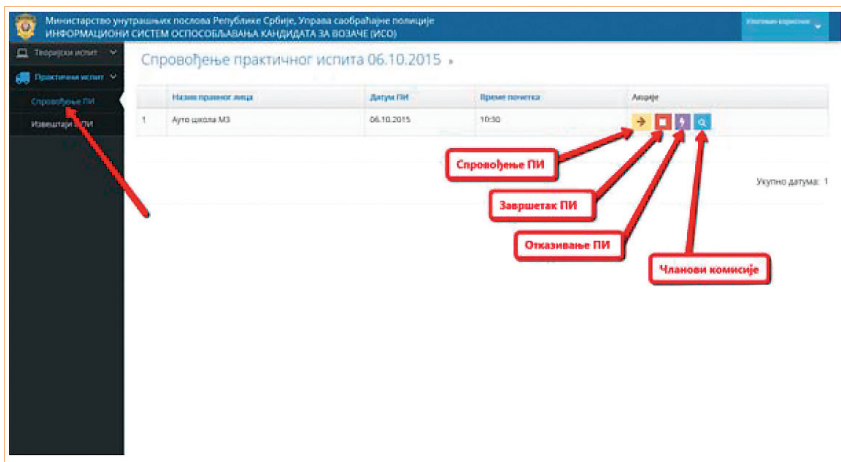 Министарство унутрашњих послова Републике Србије, Управа саобраћајне полиције
ИНФОРМАЦИОНИ СИСТЕМ ОСПОСОБЉАВАЊА КАНДИДАТА ЗА ВОЗАЧЕ (ИСО)
Теоријски испит
Практични испит
Спровођење ПИ
Извештаји ПИ
Спровођење практичног испита 06.10.2015 »
Назив правног лица Датум ПИ Време почетка Акције
1 Ауто школа М3 06.10.2015 10:30
Спровођење ПИ
Завршетак ПИ
Отказивање ПИ
Чланови комисије
Укупно датума: 1